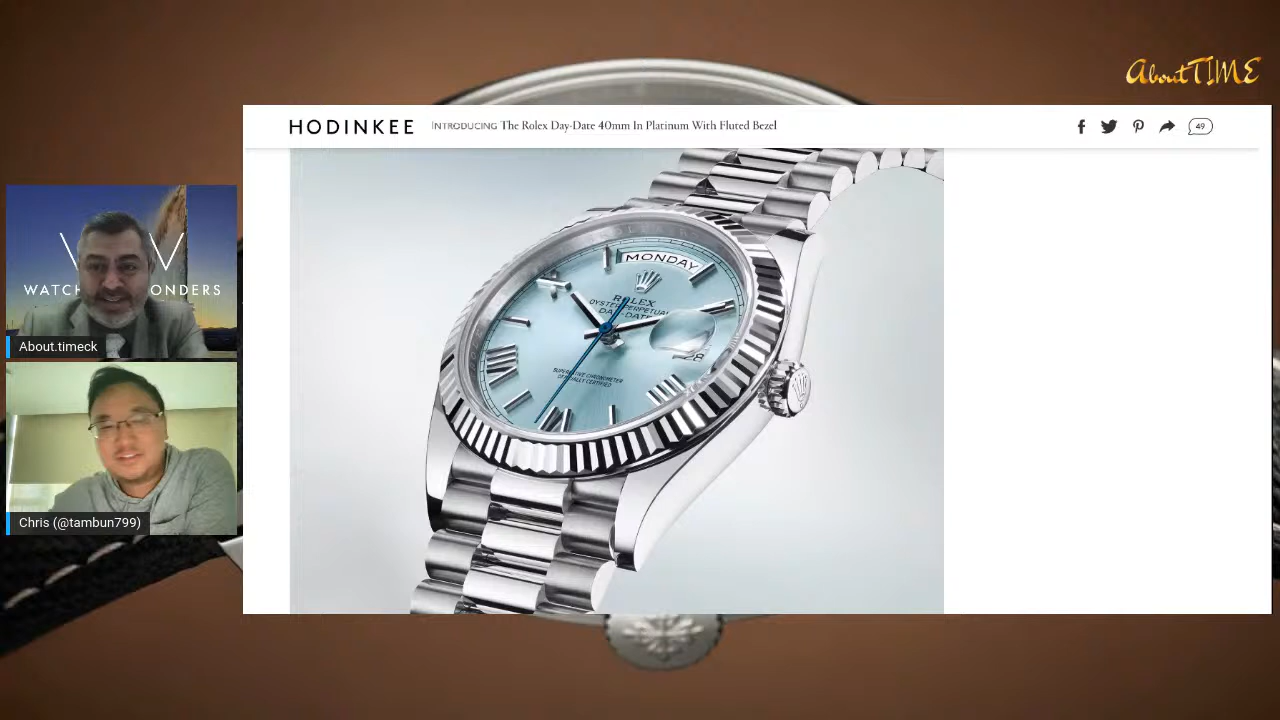 AboutTIME
HODINKEE
INTRODUCING The Rolex Day-Date 40mm In Platinum With Fluted Bezel
49
MONDAY
ROLEX
OYSTER PERPETUAL
DAY-DATE
28
SUPERLATIVE CHRONOMETER
OFFICIALLY CERTIFIED
WATCH ONDERS
About.timeck
Chris (@tambun799)